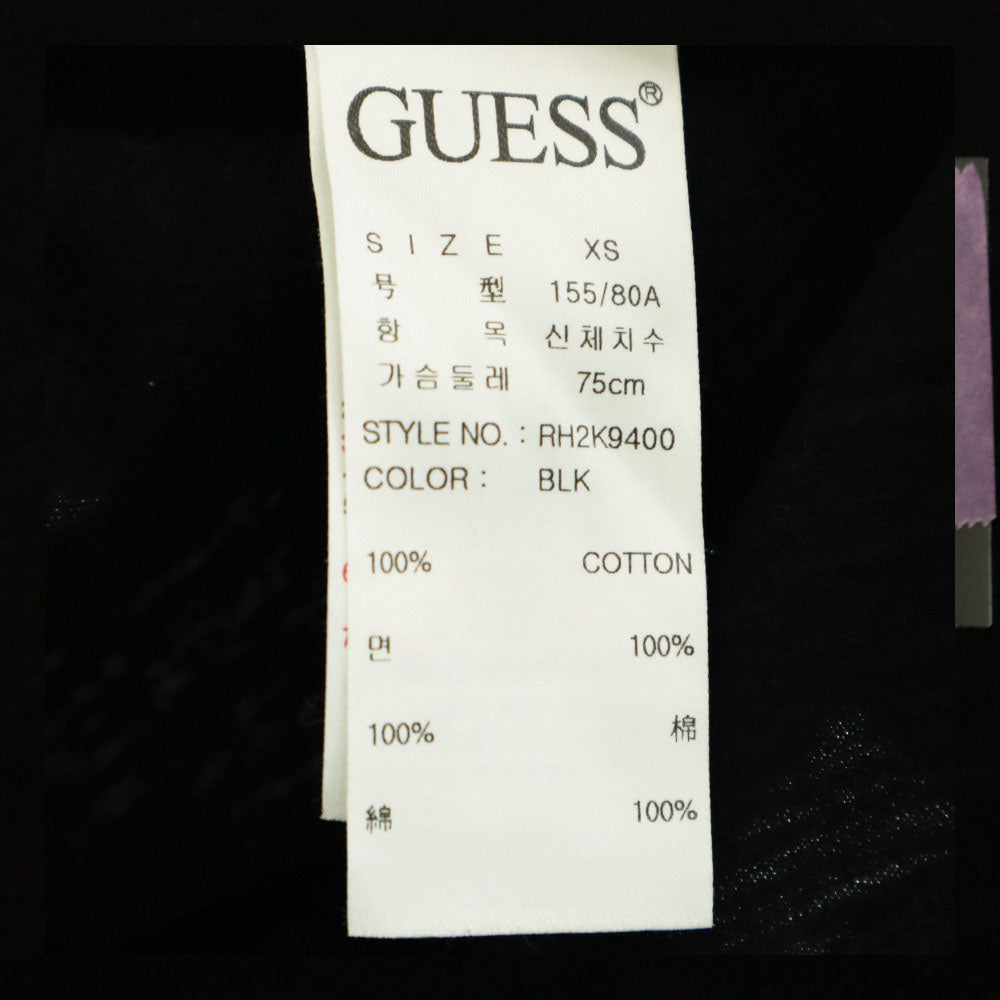 GUESS®
SIZE XS
号型 155/80A
항목 신체치수
가슴둘레 75cm
STYLE NO. : RH2K9400
COLOR : BLK
100% COTTON
면 100%
100% 棉
綿 100%